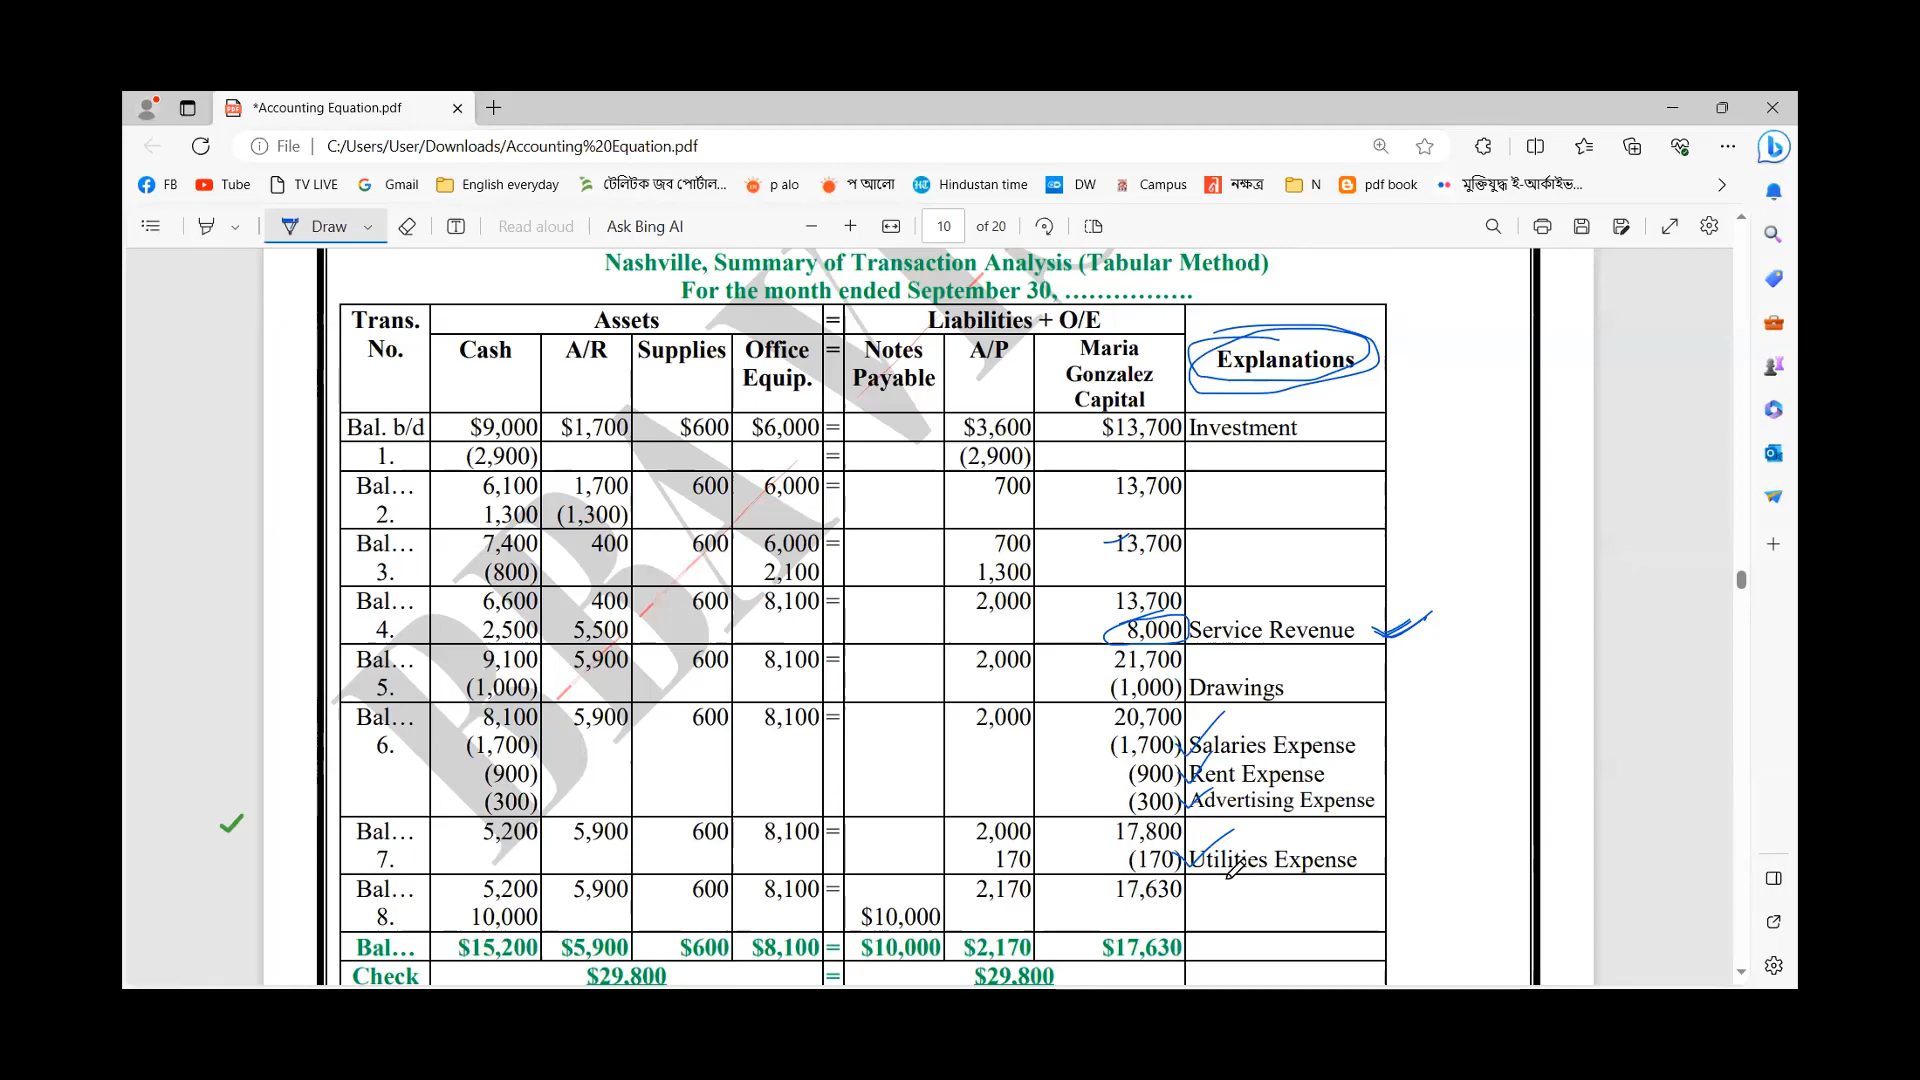 *Accounting Equation.pdf
File C:/Users/User/Downloads/Accounting%20Equation.pdf
FB Tube TV LIVE Gmail English everyday টেলিটক জব পোর্টাল... p alo প আলো Hindustan time DW Campus নক্ষত্র N pdf book মুক্তিযুদ্ধ ই-আর্কাইভ...
Draw Read aloud Ask Bing AI 10 of 20
Nashville, Summary of Transaction Analysis (Tabular Method)
For the month ended September 30, ................
Trans. No. Assets = Liabilities + O/E Explanations
Cash A/R Supplies Office Equip. = Notes Payable A/P Maria Gonzalez Capital
Bal. b/d $9,000 $1,700 $600 $6,000 = $3,600 $13,700 Investment
1. (2,900) = (2,900)
Bal… 6,100 1,700 600 6,000 = 700 13,700
2. 1,300 (1,300)
Bal… 7,400 400 600 6,000 = 700 13,700
3. (800) 2,100 1,300
Bal… 6,600 400 600 8,100 = 2,000 13,700
4. 2,500 5,500 8,000 Service Revenue
Bal… 9,100 5,900 600 8,100 = 2,000 21,700
5. (1,000) (1,000) Drawings
Bal… 8,100 5,900 600 8,100 = 2,000 20,700
6. (1,700) (1,700) Salaries Expense
(900) (900) Rent Expense
(300) (300) Advertising Expense
Bal… 5,200 5,900 600 8,100 = 2,000 17,800
7. 170 (170) Utilities Expense
Bal… 5,200 5,900 600 8,100 = 2,170 17,630
8. 10,000 $10,000
Bal… $15,200 $5,900 $600 $8,100 = $10,000 $2,170 $17,630
Check $29,800 = $29,800